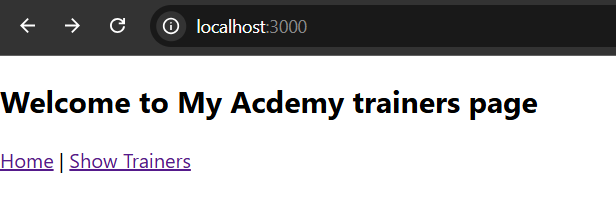 localhost:3000
Welcome to My Acdemy trainers page
Home | Show Trainers